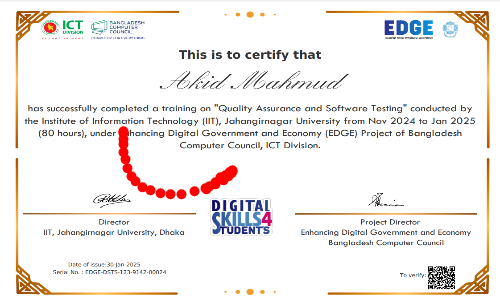 ICT
DIVISION
BANGLADESH
COMPUTER
COUNCIL
EDGE
This is to certify that
Akid Mahmud
has successfully completed a training on "Quality Assurance and Software Testing" conducted by
the Institute of Information Technology (IIT), Jahangirnagar University from Nov 2024 to Jan 2025
(80 hours), under hancing Digital Government and Economy (EDGE) Project of Bangladesh
Computer Council, ICT Division.
DIGITAL
SKILLS4
STUDENTS
Director
IIT, Jahangirnagar University, Dhaka
Project Director
Enhancing Digital Government and Economy
Bangladesh Computer Council
Date of issue:30-Jan-2025
Serial No. : EDGE-DSTS-123-9142-00024
To verify: